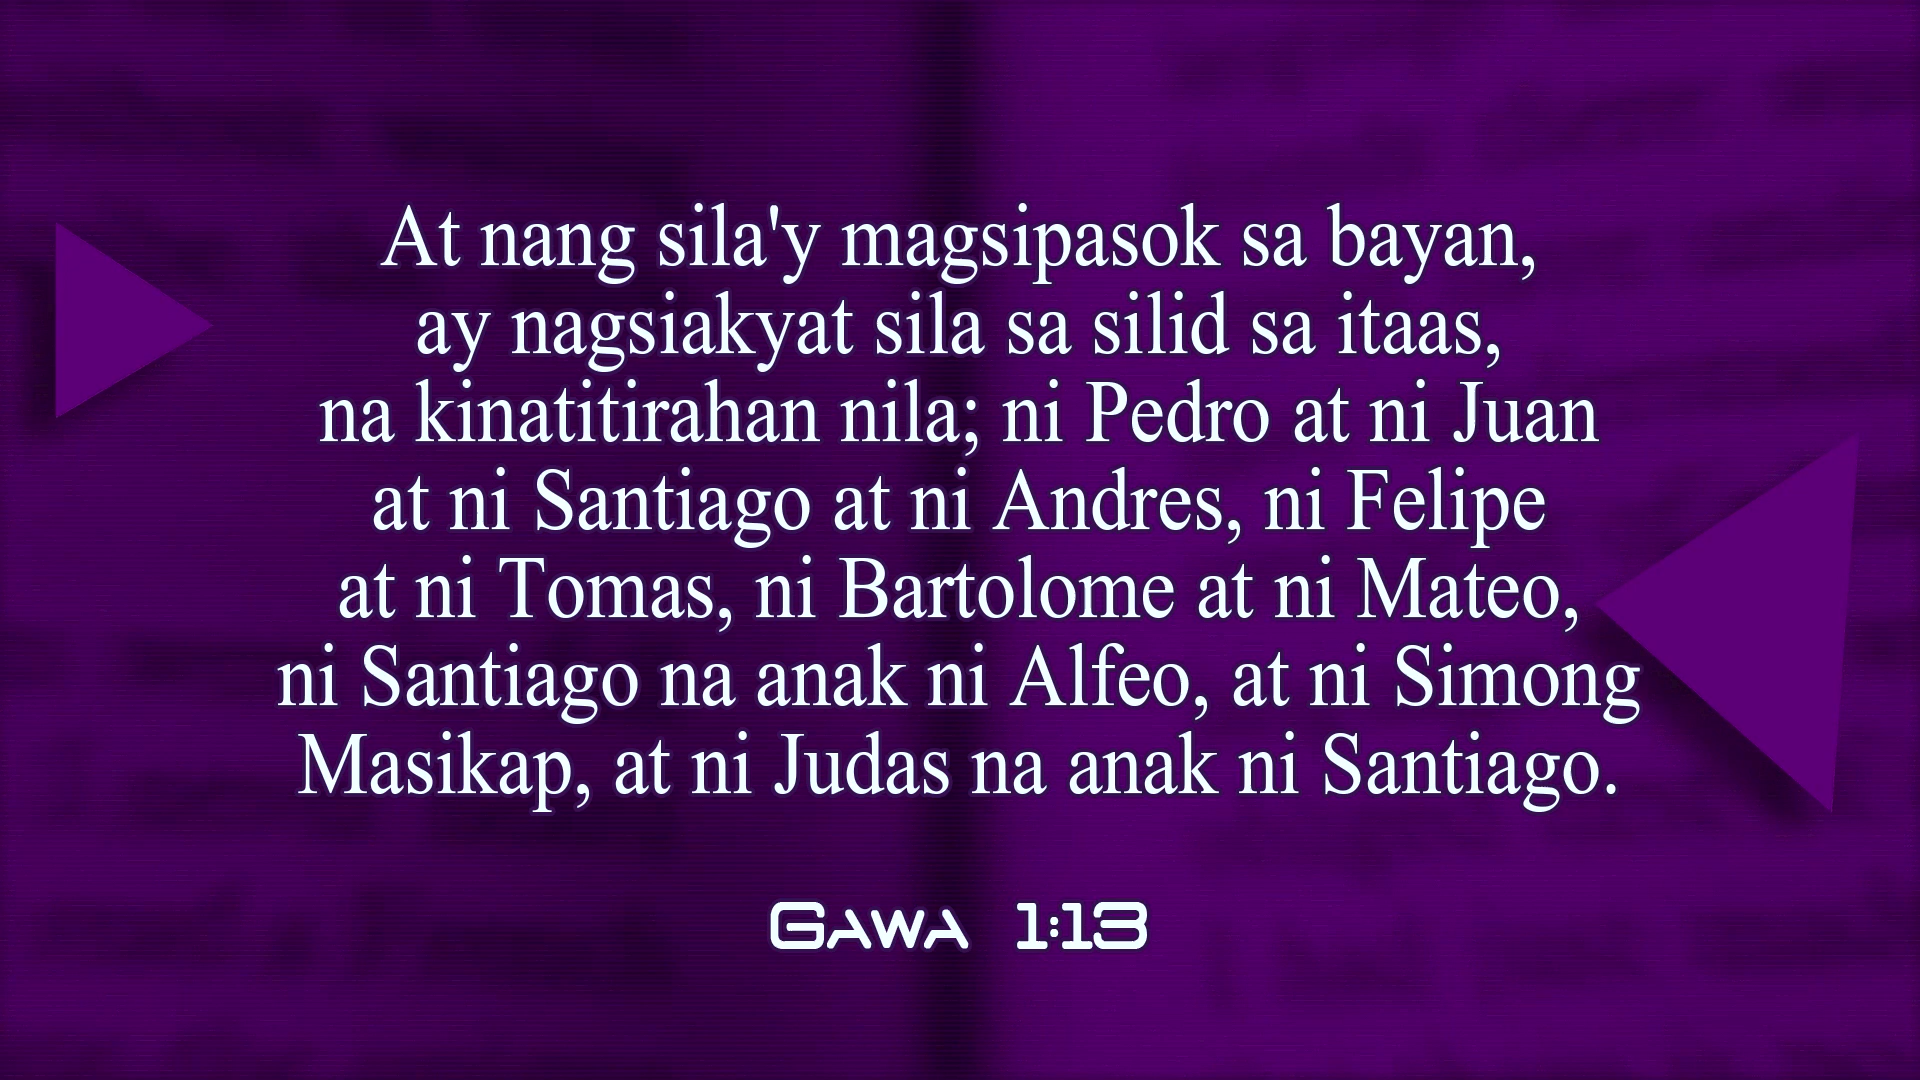 At nang sila'y magsipasok sa bayan,
ay nagsiakyat sila sa silid sa itaas,
na kinatitirahan nila; ni Pedro at ni Juan
at ni Santiago at ni Andres, ni Felipe
at ni Tomas, ni Bartolome at ni Mateo,
ni Santiago na anak ni Alfeo, at ni Simong
Masikap, at ni Judas na anak ni Santiago.
Gawa 1:13